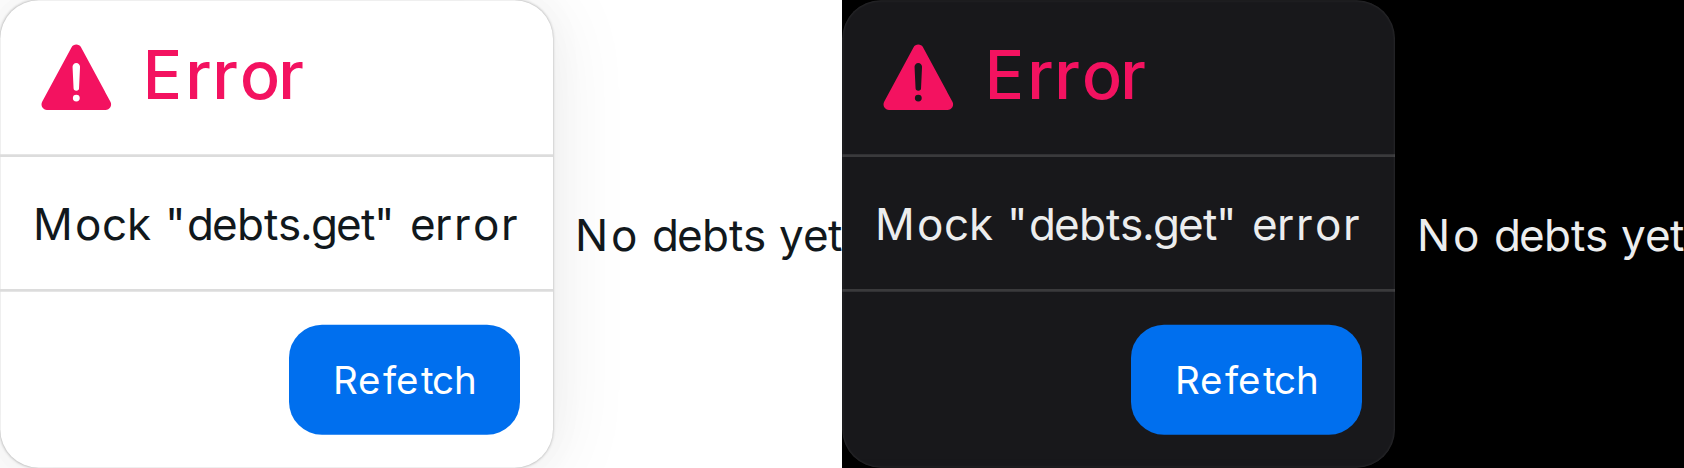 Error
Mock "debts.get" error
No debts yet
Refetch
Error
Mock "debts.get" error
No debts yet
Refetch